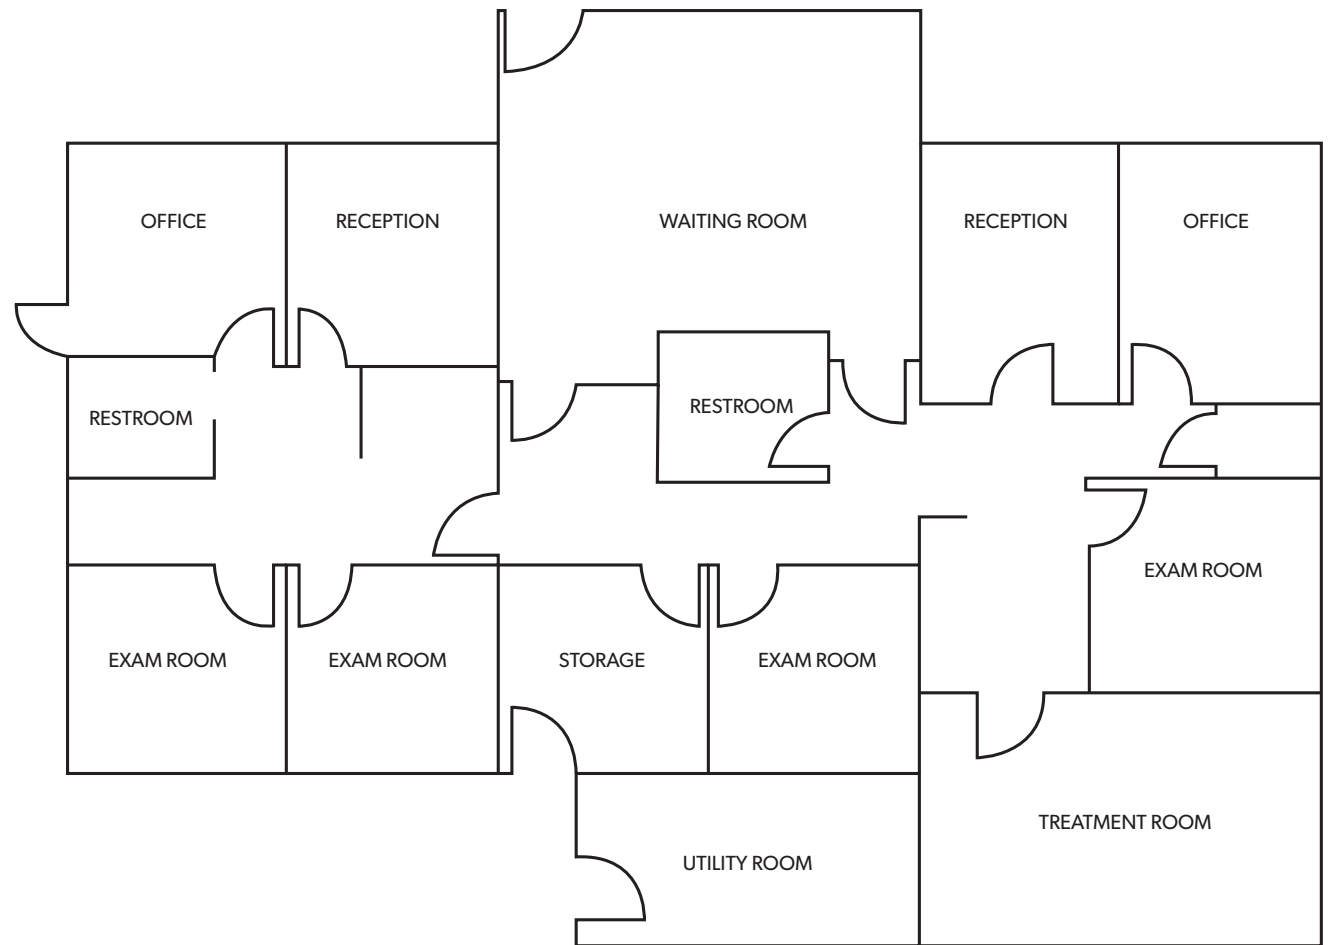 OFFICE
RECEPTION
WAITING ROOM
RECEPTION
OFFICE
RESTROOM
RESTROOM
EXAM ROOM
EXAM ROOM
EXAM ROOM
STORAGE
EXAM ROOM
TREATMENT ROOM
UTILITY ROOM